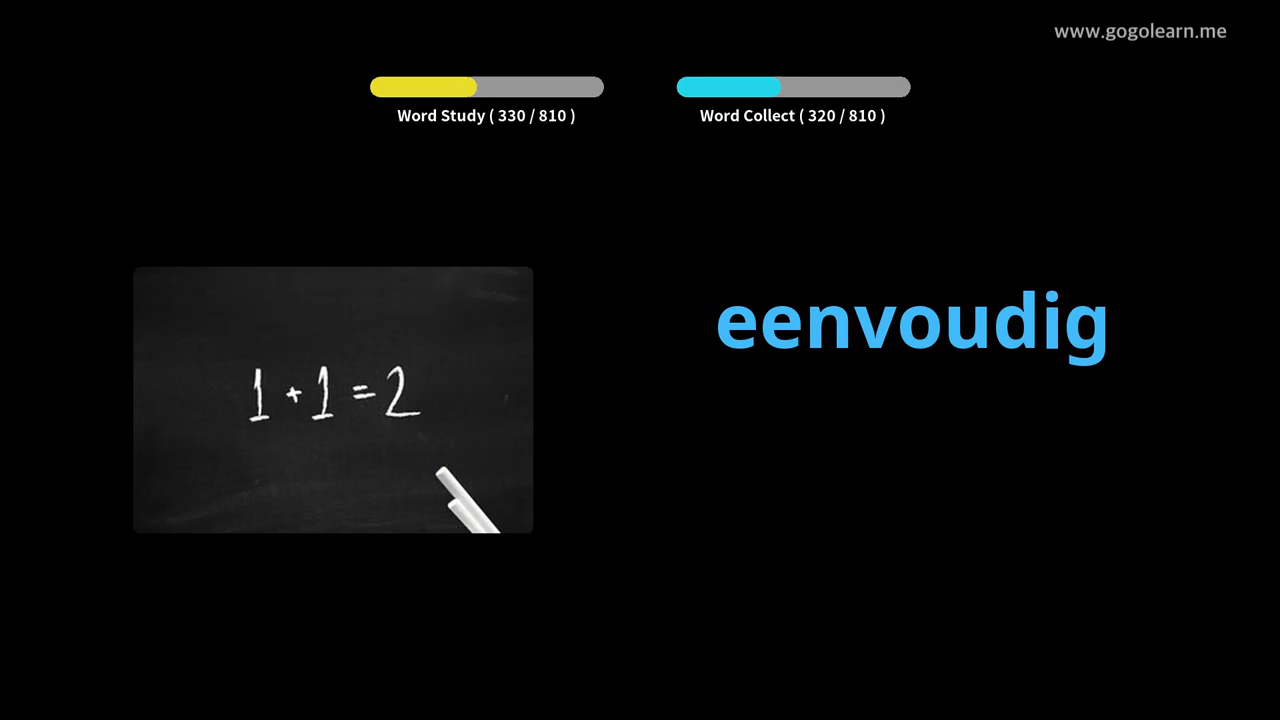 www.gogolearn.me
Word Study ( 330 / 810 )
Word Collect ( 320 / 810 )
eenvoudig
1 + 1 = 2